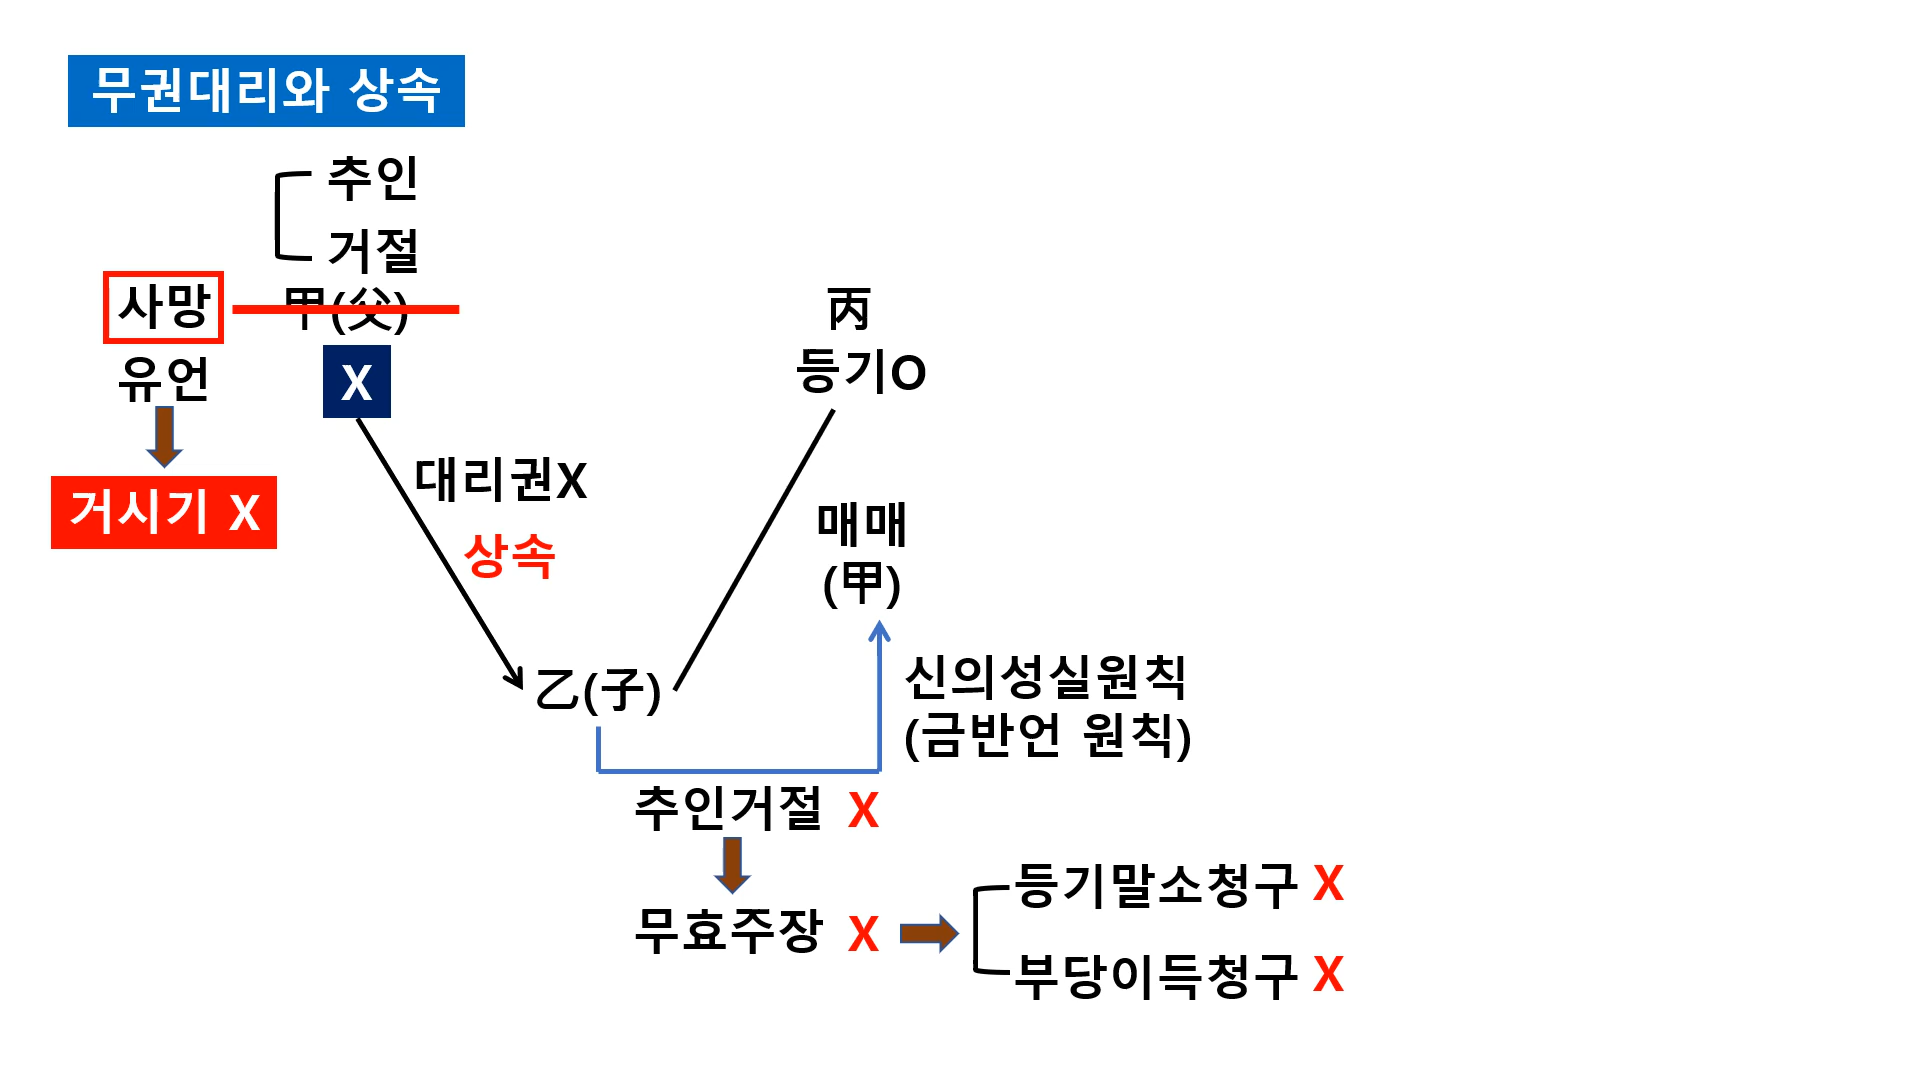 무권대리와 상속
추인
거절
사망
甲(父)
유언
X
거시기 X
丙
등기O
대리권X
상속
매매
(甲)
乙(子)
신의성실원칙
(금반언 원칙)
추인거절 X
무효주장 X
등기말소청구 X
부당이득청구 X